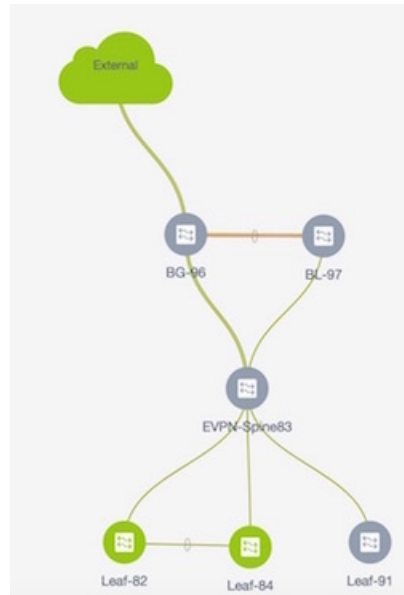 External
BG-96
BL-97
EVPN-Spine83
Leaf-82
Leaf-84
Leaf-91